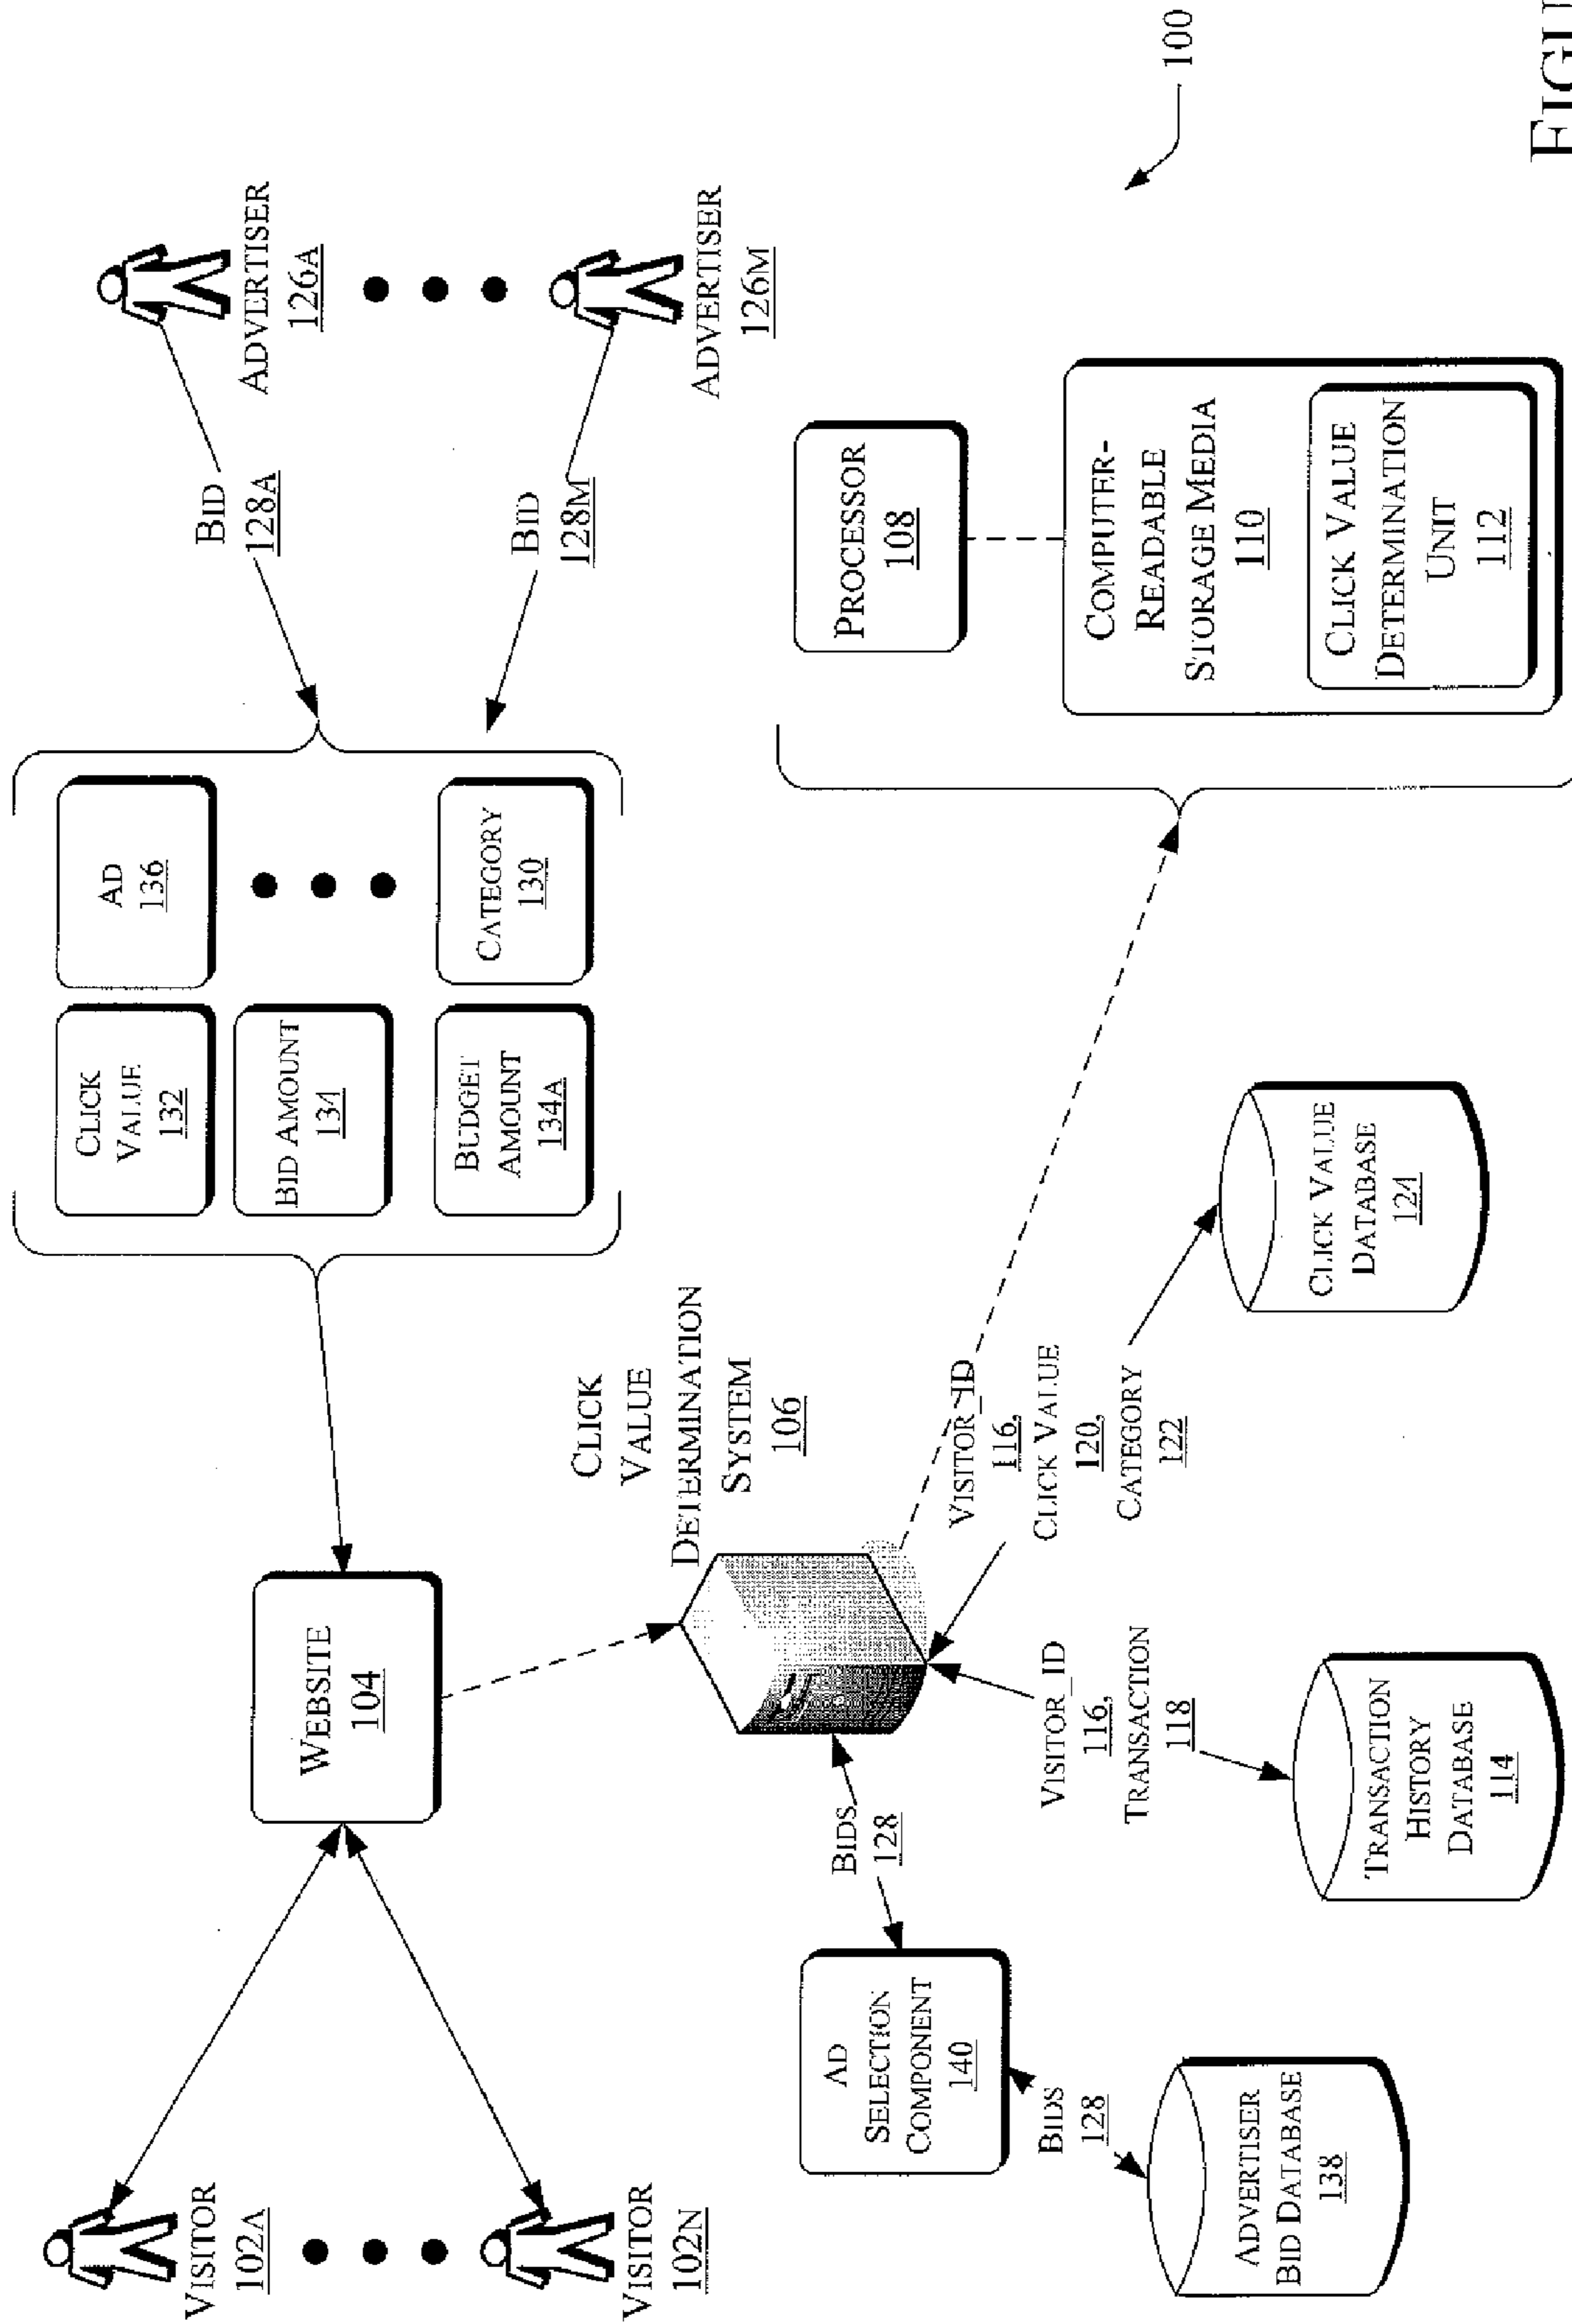 VISITOR
102A
VISITOR
102N
WEBSITE
104
CLICK
VALUE
132
AD
136
BID AMOUNT
134
BUDGET
AMOUNT
134A
CATEGORY
130
BID
128A
BID
128M
ADVERTISER
126A
ADVERTISER
126M
CLICK
VALUE
DETERMINATION
SYSTEM
106
AD
SELECTION
COMPONENT
140
BIDS
128
BIDS
128
ADVERTISER
BID DATABASE
138
VISITOR_ID
116,
TRANSACTION
118
TRANSACTION
HISTORY
DATABASE
114
VISITOR_ID
116,
CLICK VALUE
120,
CATEGORY
122
CLICK VALUE
DATABASE
124
PROCESSOR
108
COMPUTER-
READABLE
STORAGE MEDIA
110
CLICK VALUE
DETERMINATION
UNIT
112
100